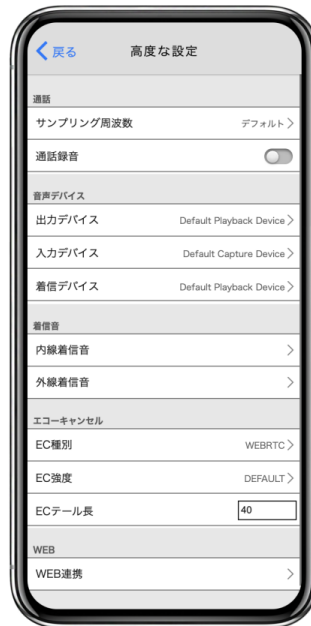 戻る 高度な設定
通話
サンプリング周波数 デフォルト
通話録音
音声デバイス
出力デバイス Default Playback Device
入力デバイス Default Capture Device
着信デバイス Default Playback Device
着信音
内線着信音
外線着信音
エコーキャンセル
EC種別 WEBRTC
EC強度 DEFAULT
ECテール長 40
WEB
WEB連携